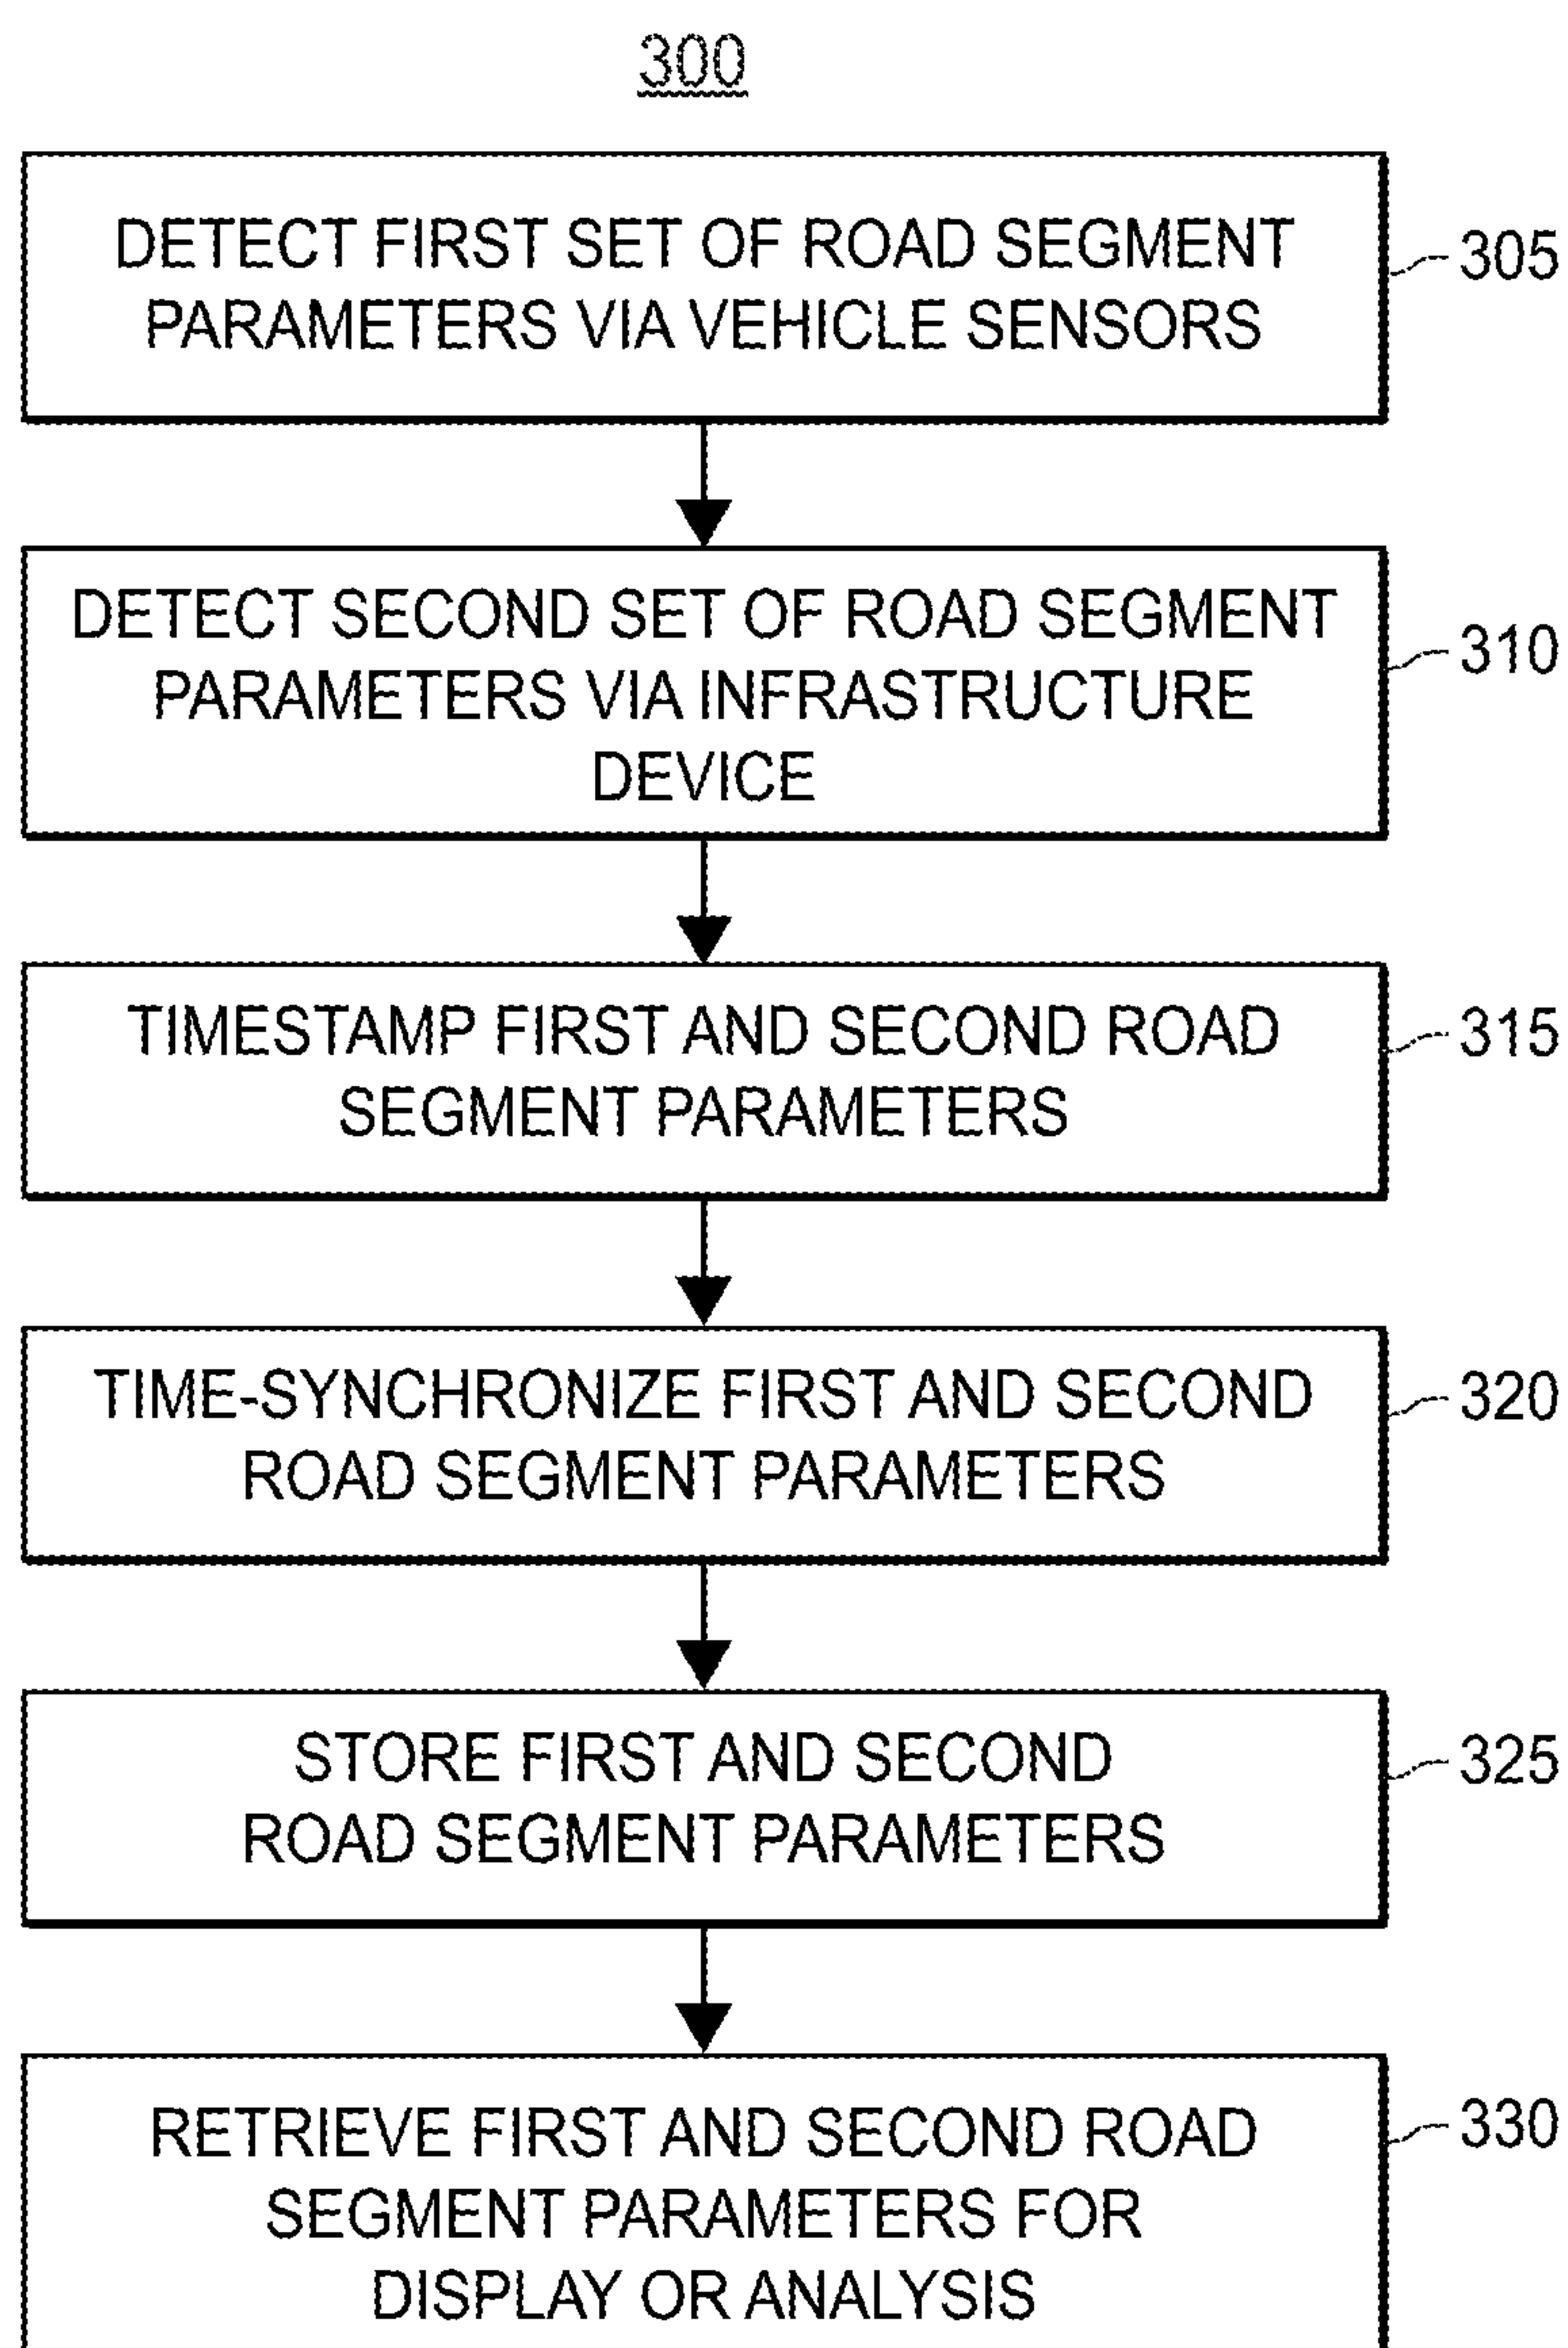 300
DETECT FIRST SET OF ROAD SEGMENT
PARAMETERS VIA VEHICLE SENSORS
305
DETECT SECOND SET OF ROAD SEGMENT
PARAMETERS VIA INFRASTRUCTURE
DEVICE
310
TIMESTAMP FIRST AND SECOND ROAD
SEGMENT PARAMETERS
315
TIME-SYNCHRONIZE FIRST AND SECOND
ROAD SEGMENT PARAMETERS
320
STORE FIRST AND SECOND
ROAD SEGMENT PARAMETERS
325
RETRIEVE FIRST AND SECOND ROAD
SEGMENT PARAMETERS FOR
DISPLAY OR ANALYSIS
330